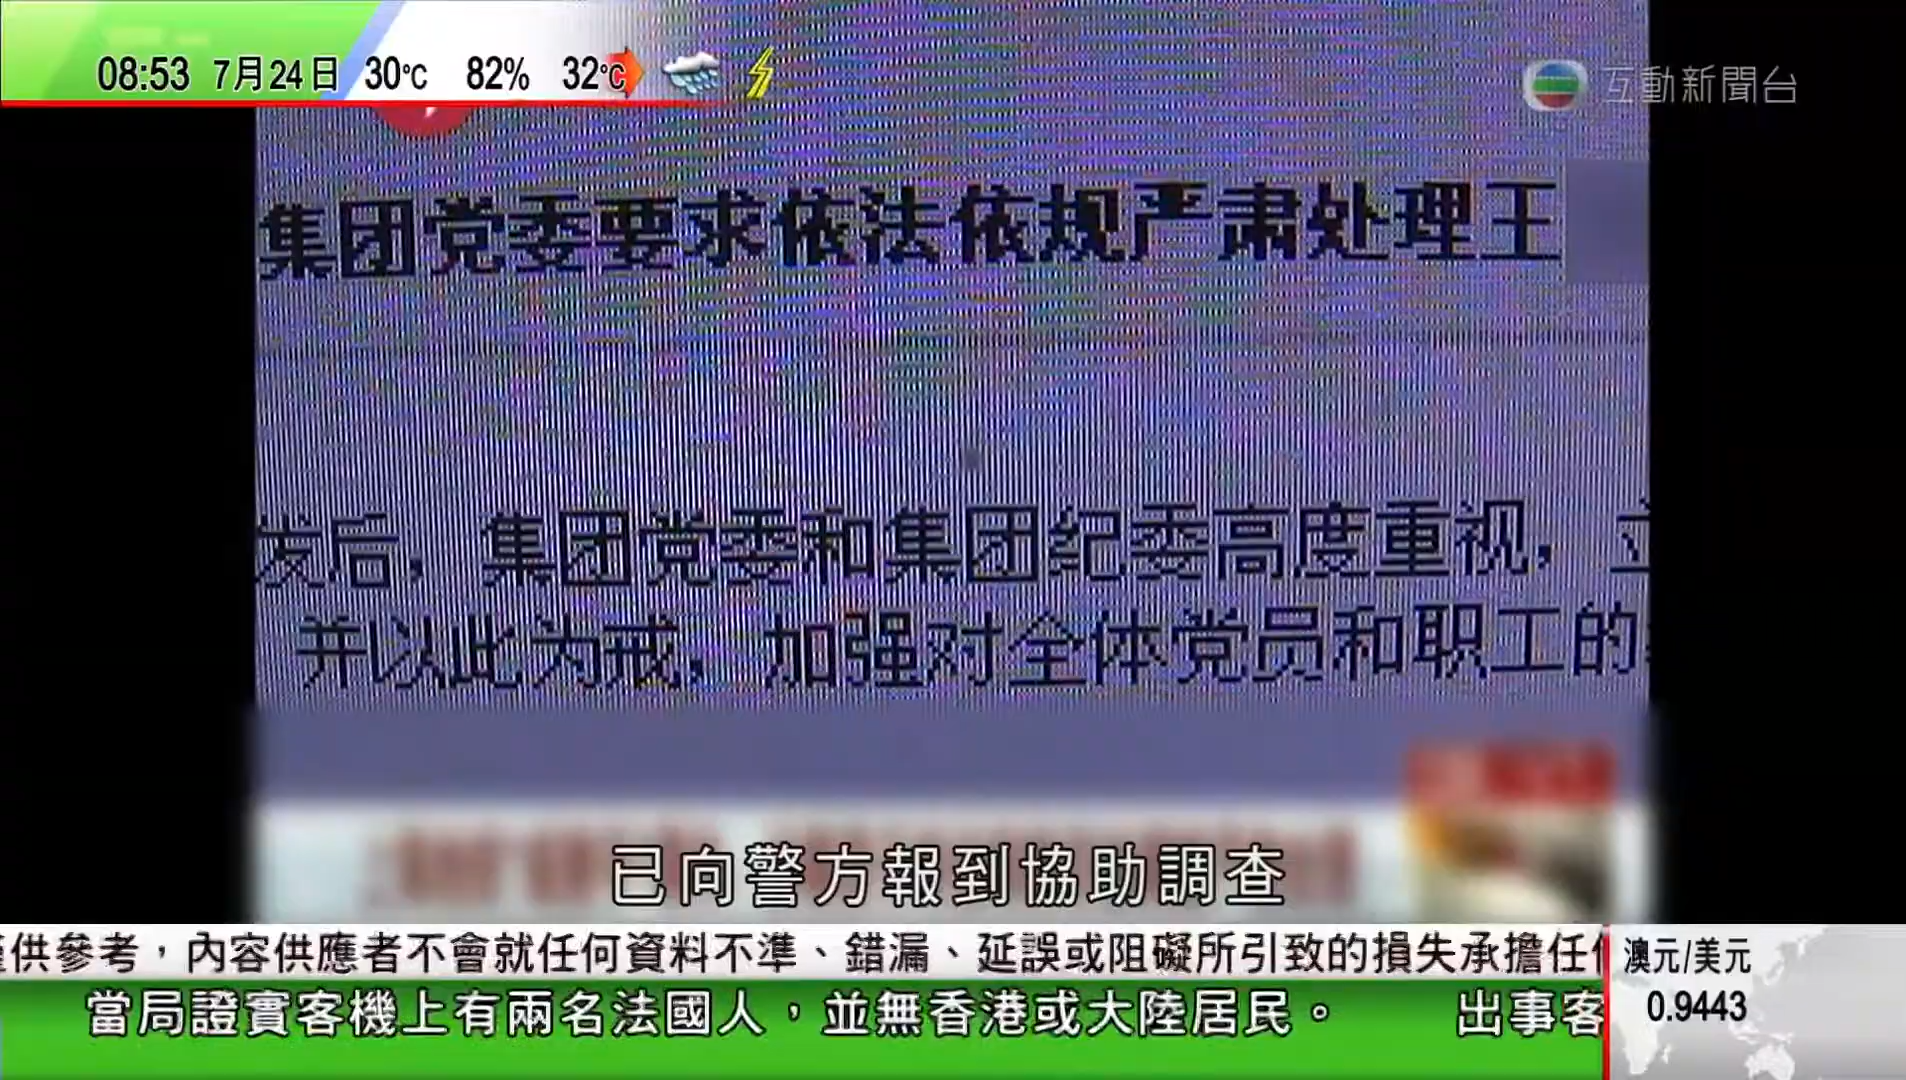 08:53 7月24日 30℃ 82% 32℃
互動新聞台
集团党委要求依法依规严肃处理王
发后，集团党委和集团纪委高度重视，立
并以此为戒，加强对全体党员和职工的
已向警方報到協助調查
僅供參考，內容供應者不會就任何資料不準、錯漏、延誤或阻礙所引致的損失承擔任
澳元/美元
0.9443
當局證實客機上有兩名法國人，並無香港或大陸居民。 出事客